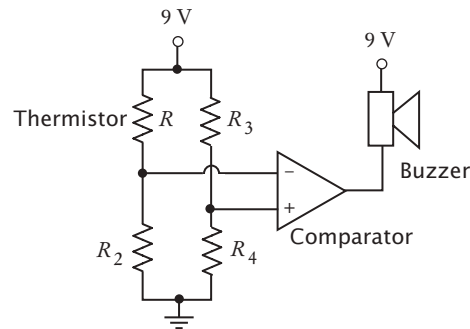 9 V
9 V
Thermistor R R3
Buzzer
−
+
Comparator
R2 R4